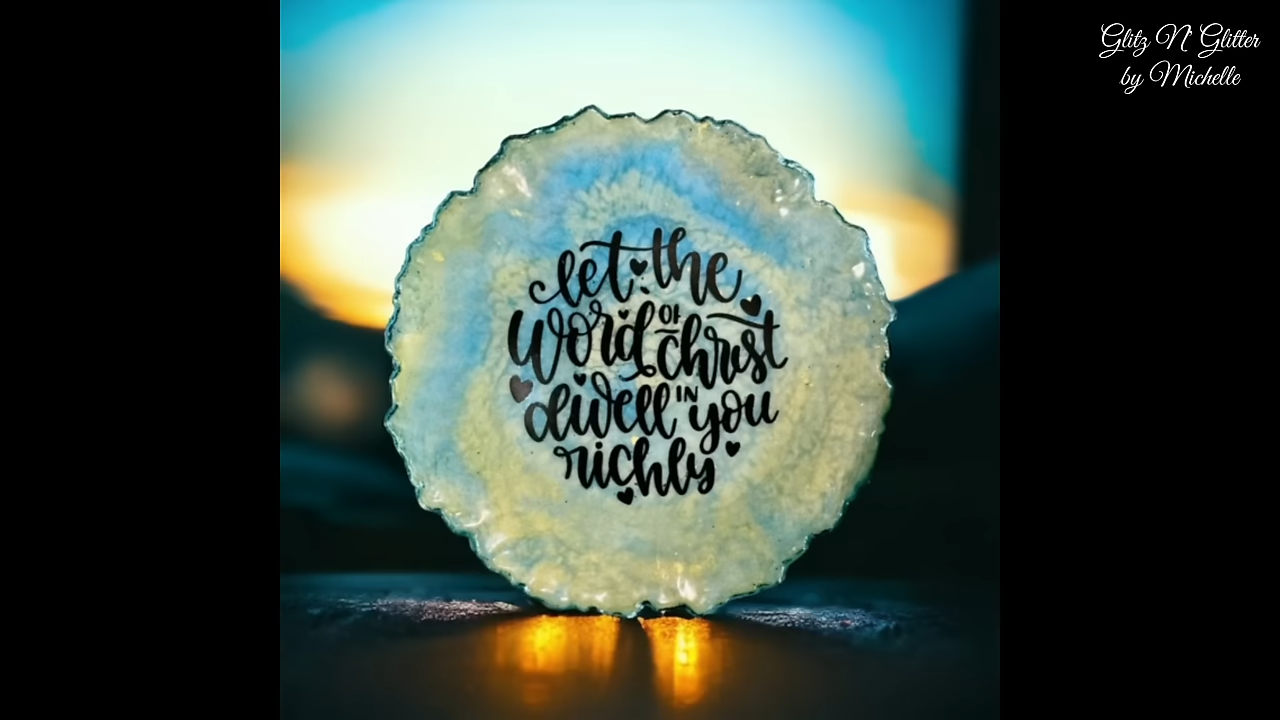 Glitz N' Glitter
by Michelle
let the
Word OF christ
dwell IN you
richly